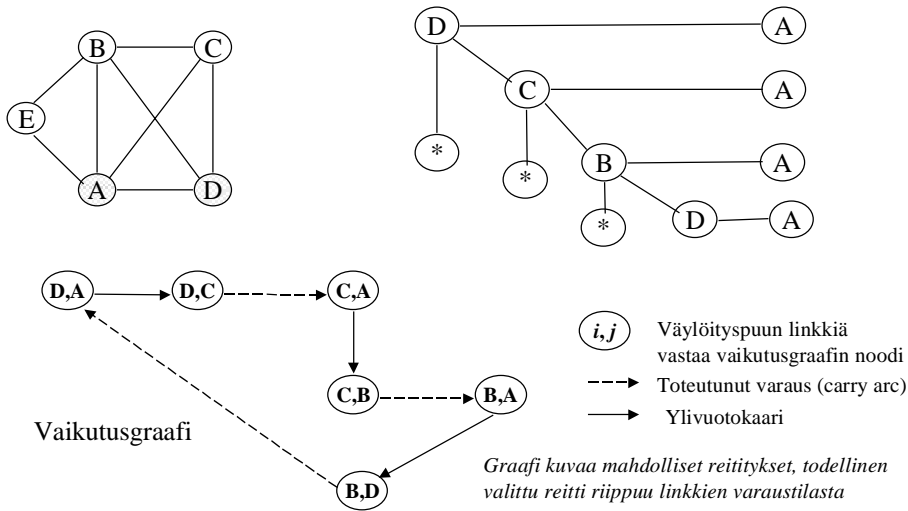 B
C
E
A
D
D
A
C
A
*
*
B
A
*
D
A
D,A
D,C
C,A
C,B
B,A
B,D
Vaikutusgraafi
i,j
Väylöityspuun linkkiä
vastaa vaikutusgraafin noodi
Toteutunut varaus (carry arc)
Ylivuotokaari
Graafi kuvaa mahdolliset reititykset, todellinen
valittu reitti riippuu linkkien varaustilasta